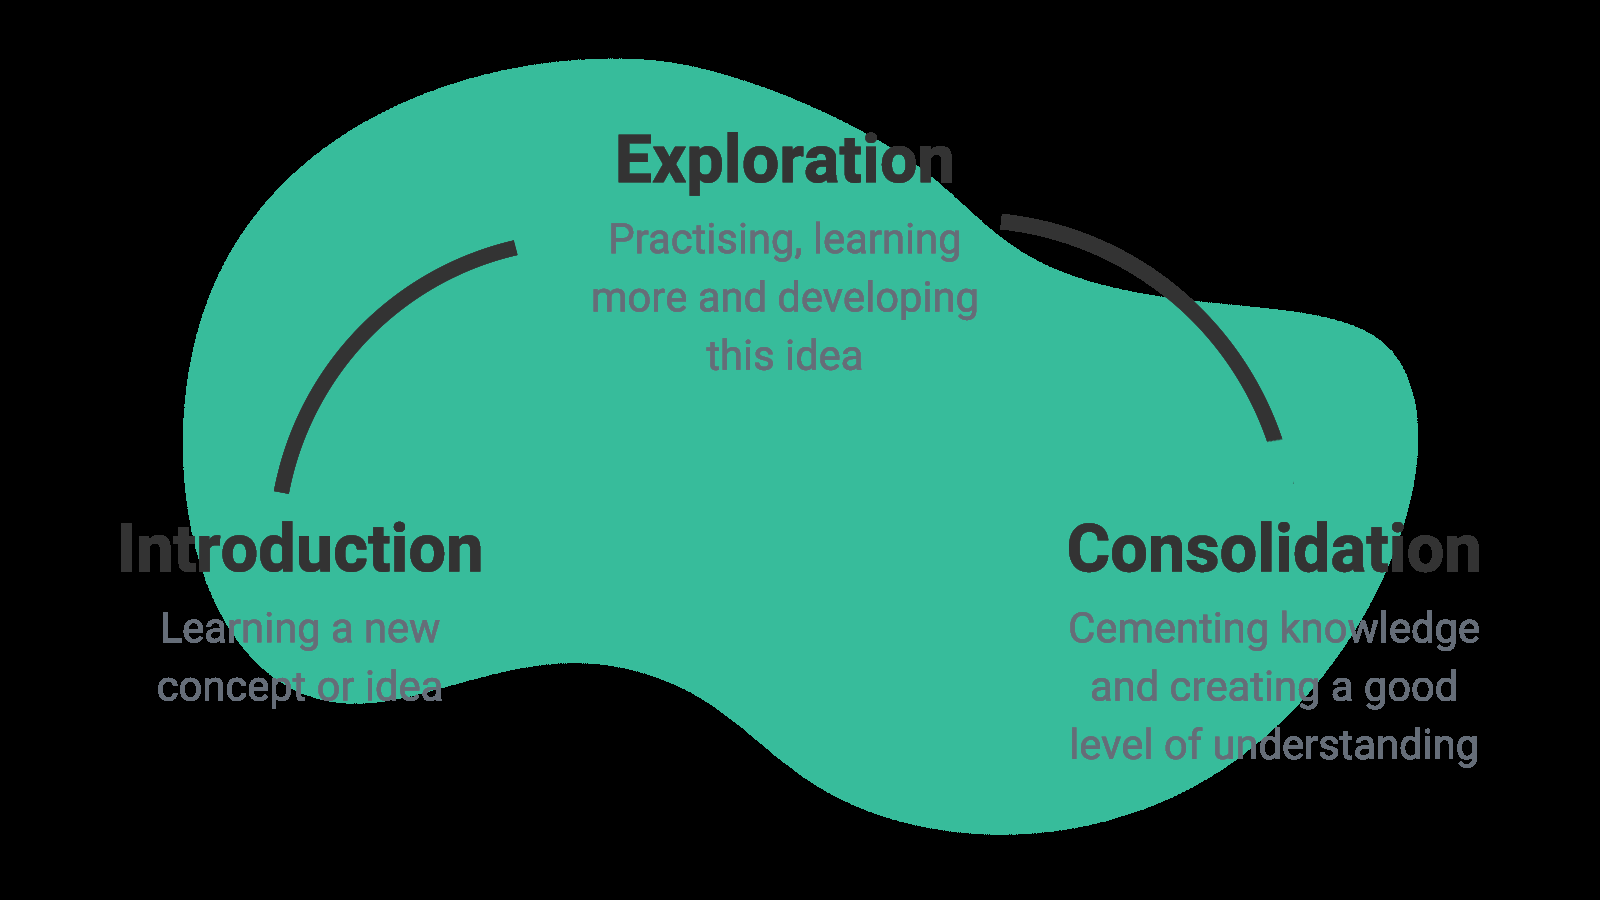 Exploration
Practising, learning
more and developing
this idea
Introduction
Learning a new
concept or idea
Consolidation
Cementing knowledge
and creating a good
level of understanding